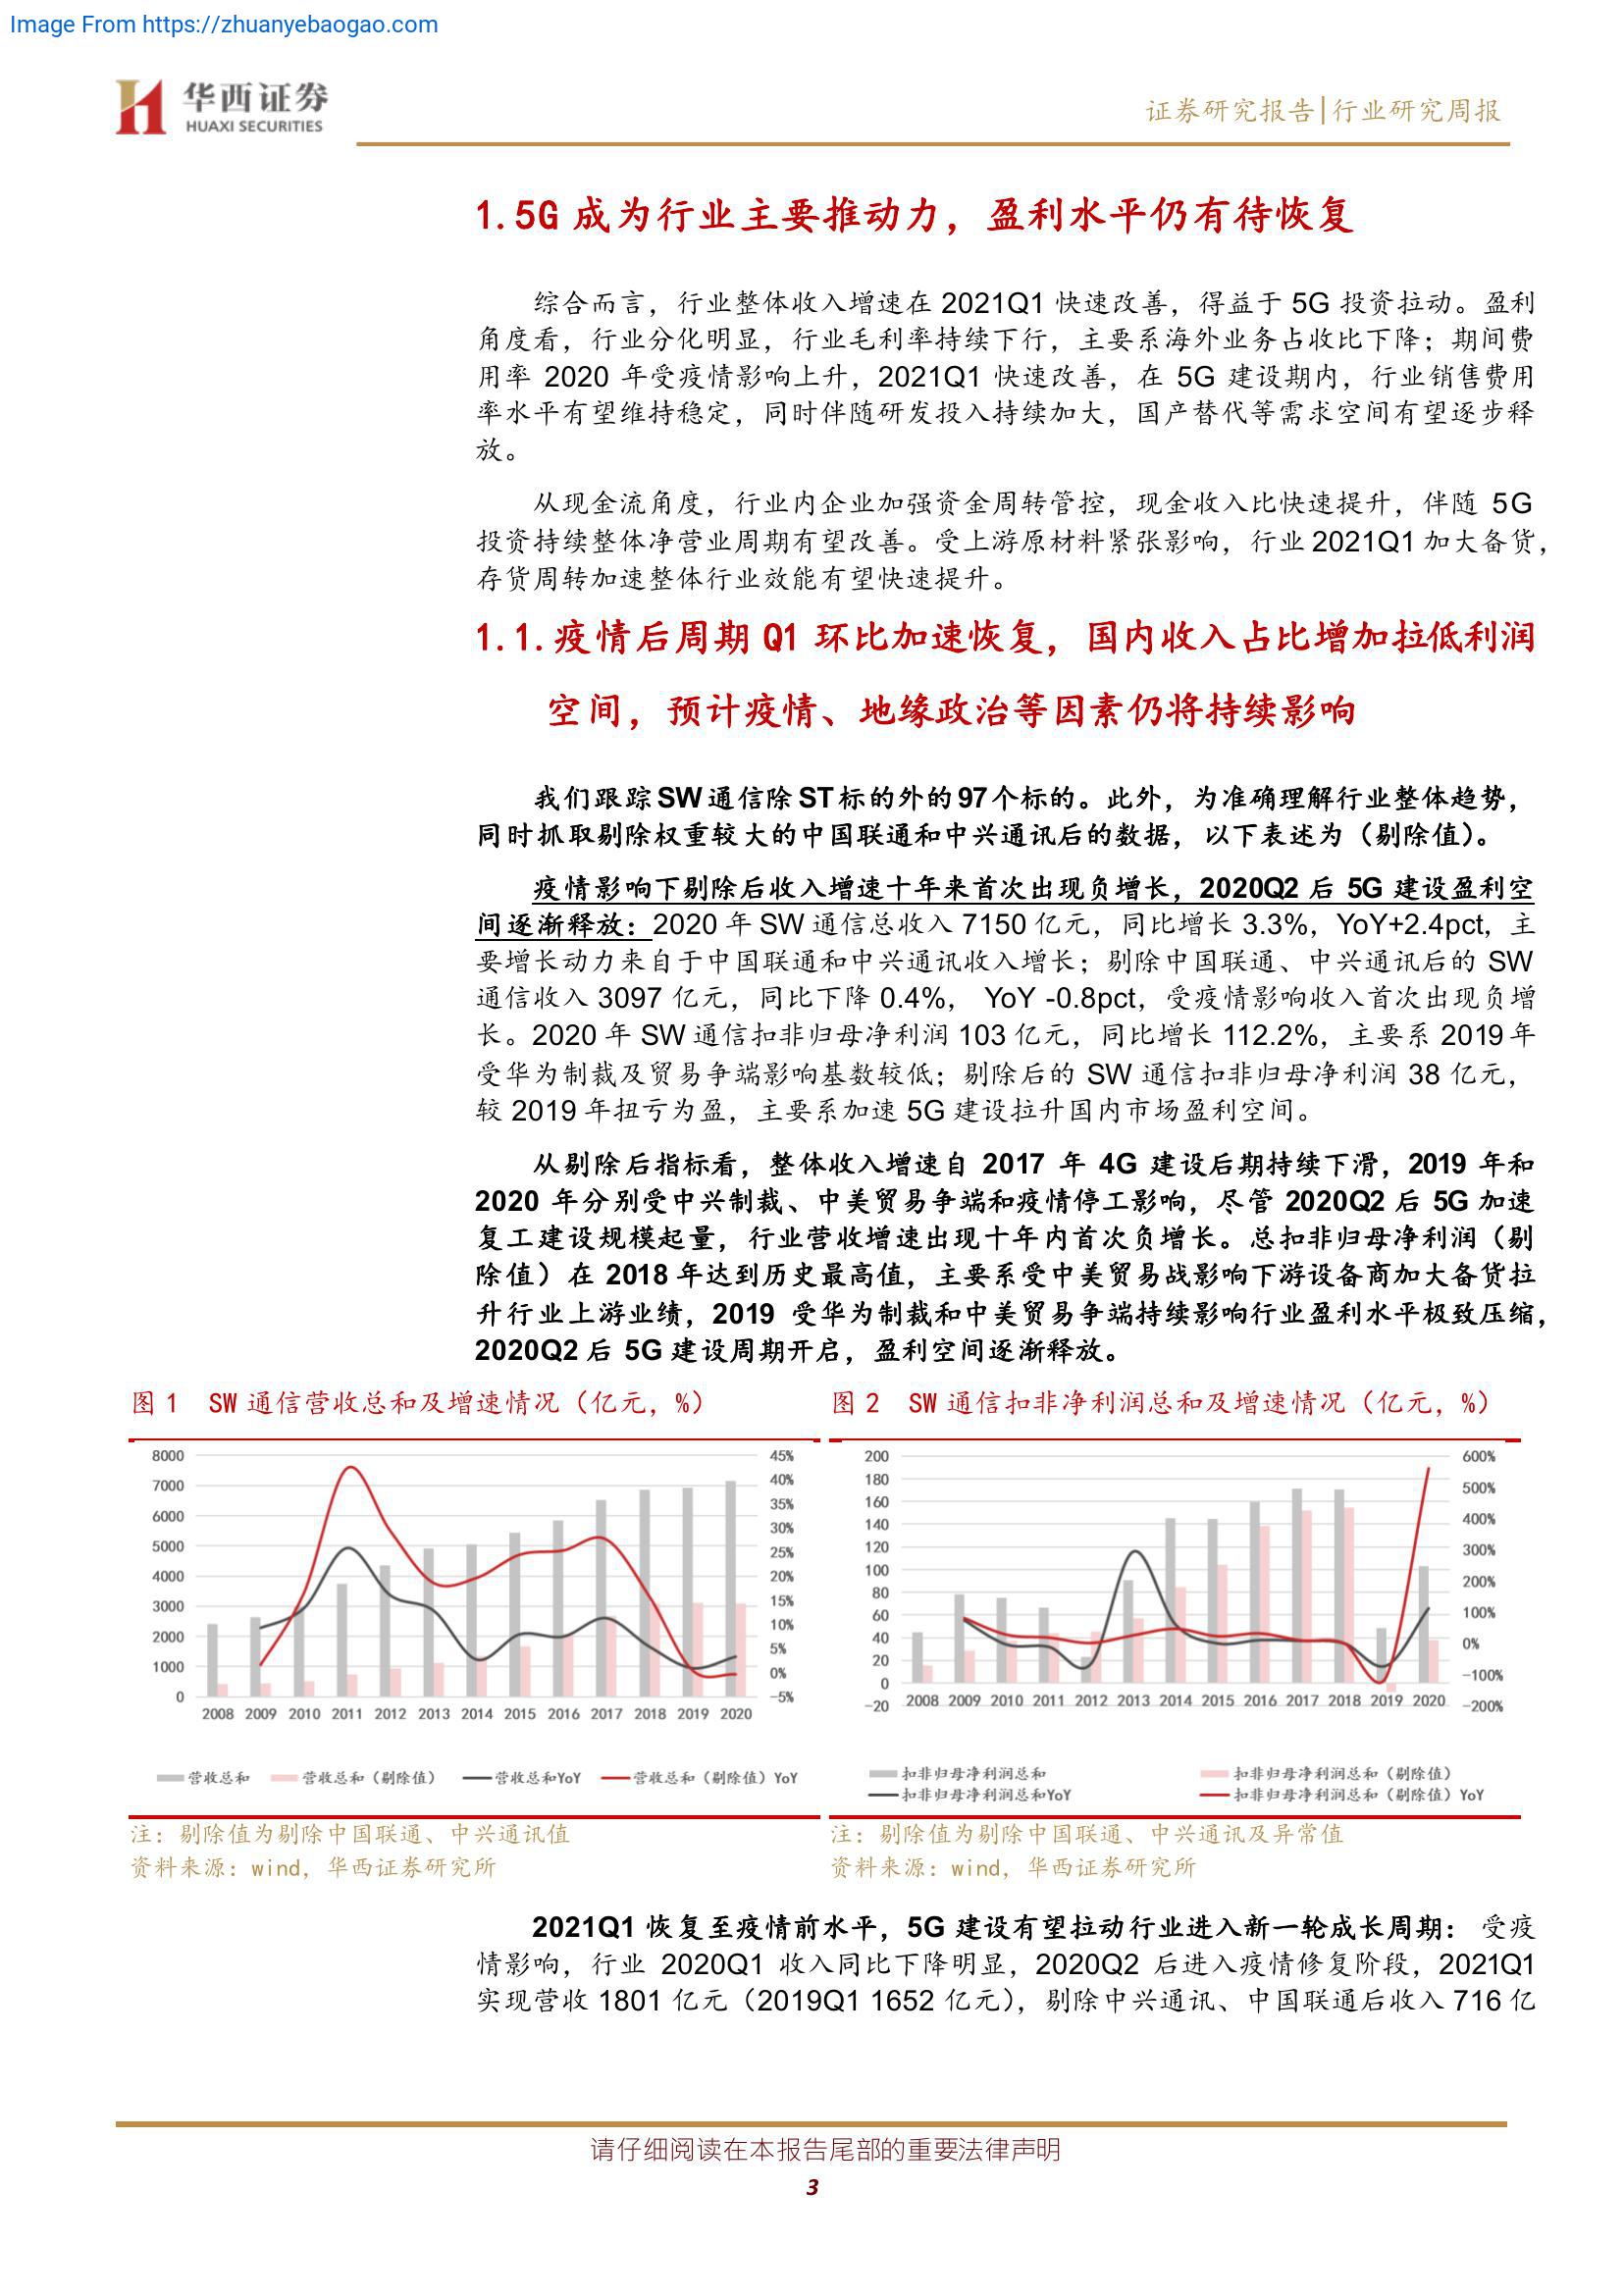 Image From https://zhuanyebaogao.com
华西证券
HUAXI SECURITIES
证券研究报告|行业研究周报
1.5G 成为行业主要推动力，盈利水平仍有待恢复
综合而言，行业整体收入增速在 2021Q1 快速改善，得益于 5G 投资拉动。盈利
角度看，行业分化明显，行业毛利率持续下行，主要系海外业务占收比下降；期间费
用率 2020 年受疫情影响上升，2021Q1 快速改善，在 5G 建设期内，行业销售费用
率水平有望维持稳定，同时伴随研发投入持续加大，国产替代等需求空间有望逐步释
放。
从现金流角度，行业内企业加强资金周转管控，现金收入比快速提升，伴随 5G
投资持续整体净营业周期有望改善。受上游原材料紧张影响，行业 2021Q1 加大备货，
存货周转加速整体行业效能有望快速提升。
1.1.疫情后周期 Q1 环比加速恢复，国内收入占比增加拉低利润
空间，预计疫情、地缘政治等因素仍将持续影响
我们跟踪 SW 通信除 ST 标的外的 97 个标的。此外，为准确理解行业整体趋势，
同时抓取剔除权重较大的中国联通和中兴通讯后的数据，以下表述为（剔除值）。
疫情影响下剔除后收入增速十年来首次出现负增长，2020Q2 后 5G 建设盈利空
间逐渐释放：2020 年 SW 通信总收入 7150 亿元，同比增长 3.3%，YoY+2.4pct，主
要增长动力来自于中国联通和中兴通讯收入增长；剔除中国联通、中兴通讯后的 SW
通信收入 3097 亿元，同比下降 0.4%， YoY -0.8pct，受疫情影响收入首次出现负增
长。2020 年 SW 通信扣非归母净利润 103 亿元，同比增长 112.2%，主要系 2019 年
受华为制裁及贸易争端影响基数较低；剔除后的 SW 通信扣非归母净利润 38 亿元，
较 2019 年扭亏为盈，主要系加速 5G 建设拉升国内市场盈利空间。
从剔除后指标看，整体收入增速自 2017 年 4G 建设后期持续下滑，2019 年和
2020 年分别受中兴制裁、中美贸易争端和疫情停工影响，尽管 2020Q2 后 5G 加速
复工建设规模起量，行业营收增速出现十年内首次负增长。总扣非归母净利润（剔
除值）在 2018 年达到历史最高值，主要系受中美贸易战影响下游设备商加大备货拉
升行业上游业绩，2019 受华为制裁和中美贸易争端持续影响行业盈利水平极致压缩，
2020Q2 后 5G 建设周期开启，盈利空间逐渐释放。
图 1 SW 通信营收总和及增速情况（亿元，%）
8000
7000
6000
5000
4000
3000
2000
1000
0
45%
40%
35%
30%
25%
20%
15%
10%
5%
0%
-5%
2008 2009 2010 2011 2012 2013 2014 2015 2016 2017 2018 2019 2020
营收总和 营收总和（剔除值） 营收总和YoY 营收总和（剔除值）YoY
注：剔除值为剔除中国联通、中兴通讯值
资料来源：wind，华西证券研究所
图 2 SW 通信扣非净利润总和及增速情况（亿元，%）
200
180
160
140
120
100
80
60
40
20
0
-20
600%
500%
400%
300%
200%
100%
0%
-100%
-200%
2008 2009 2010 2011 2012 2013 2014 2015 2016 2017 2018 2019 2020
扣非归母净利润总和 扣非归母净利润总和（剔除值）
扣非归母净利润总和YoY 扣非归母净利润总和（剔除值）YoY
注：剔除值为剔除中国联通、中兴通讯及异常值
资料来源：wind，华西证券研究所
2021Q1 恢复至疫情前水平，5G 建设有望拉动行业进入新一轮成长周期： 受疫
情影响，行业 2020Q1 收入同比下降明显，2020Q2 后进入疫情修复阶段，2021Q1
实现营收 1801 亿元（2019Q1 1652 亿元），剔除中兴通讯、中国联通后收入 716 亿
请仔细阅读在本报告尾部的重要法律声明
3